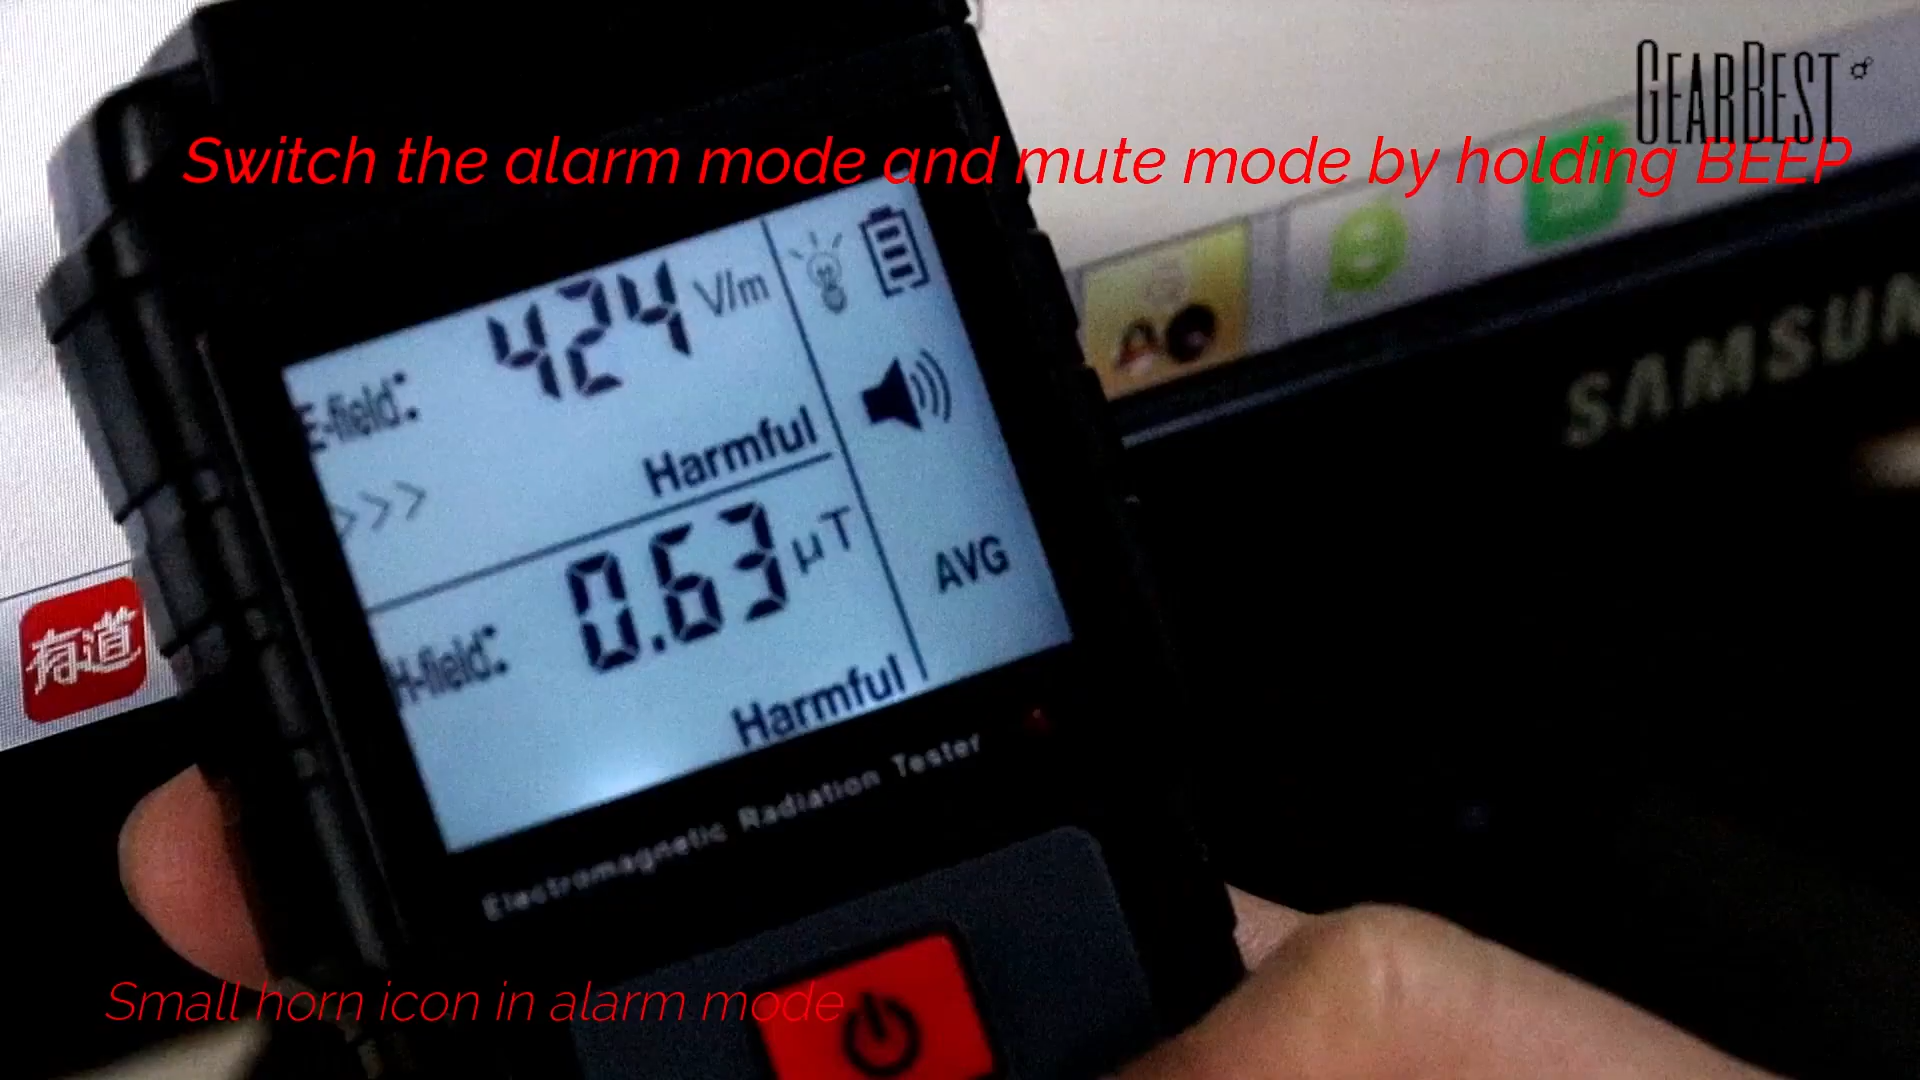 GEARBEST
Switch the alarm mode and mute mode by holding BEEP
E-field: 424 V/m
>>> Harmful
H-field: 0.63 µT
Harmful
AVG
Electromagnetic Radiation Tester
有道
Small horn icon in alarm mode